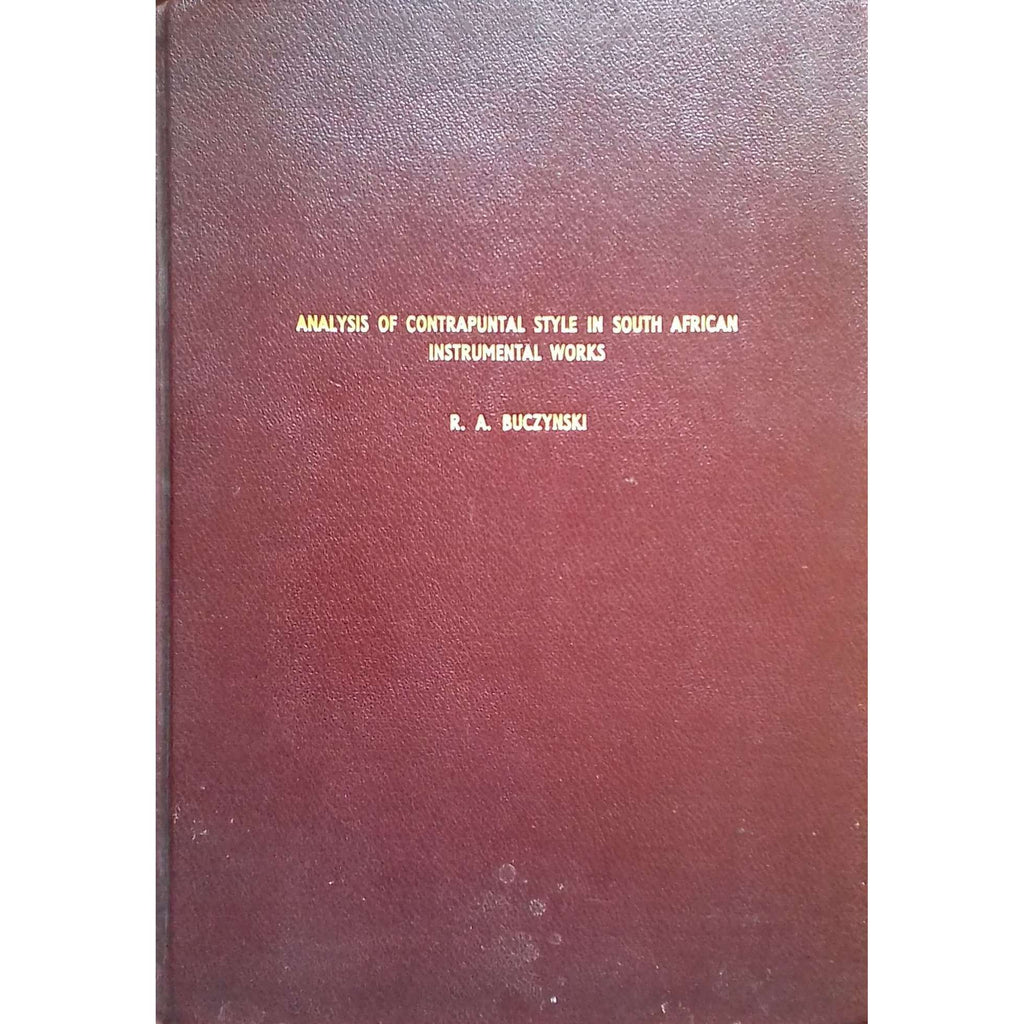 ANALYSIS OF CONTRAPUNTAL STYLE IN SOUTH AFRICAN
INSTRUMENTAL WORKS
R. A. BUCZYNSKI